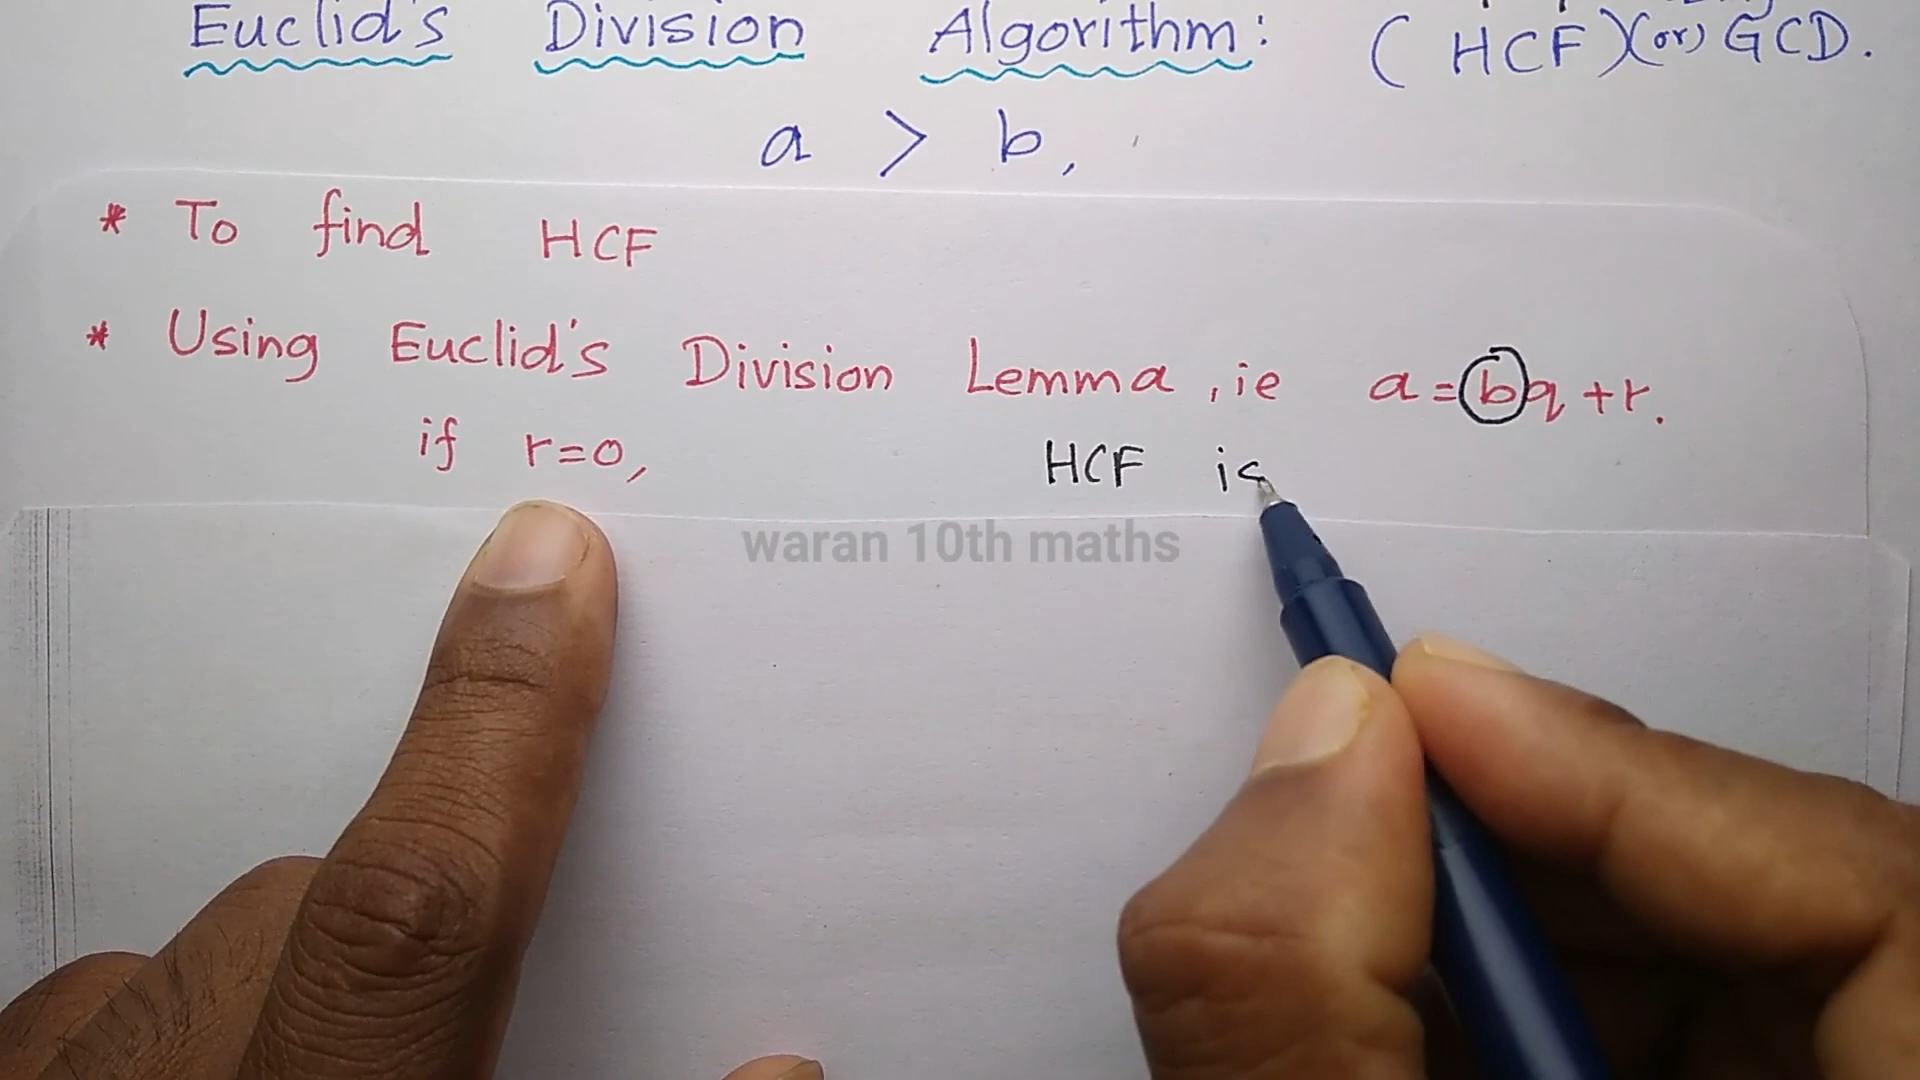 Euclid's Division Algorithm: (HCF)(or) GCD.
a > b,
* To find HCF
* Using Euclid's Division Lemma, ie a=bq+r.
if r=0, HCF is
waran 10th maths